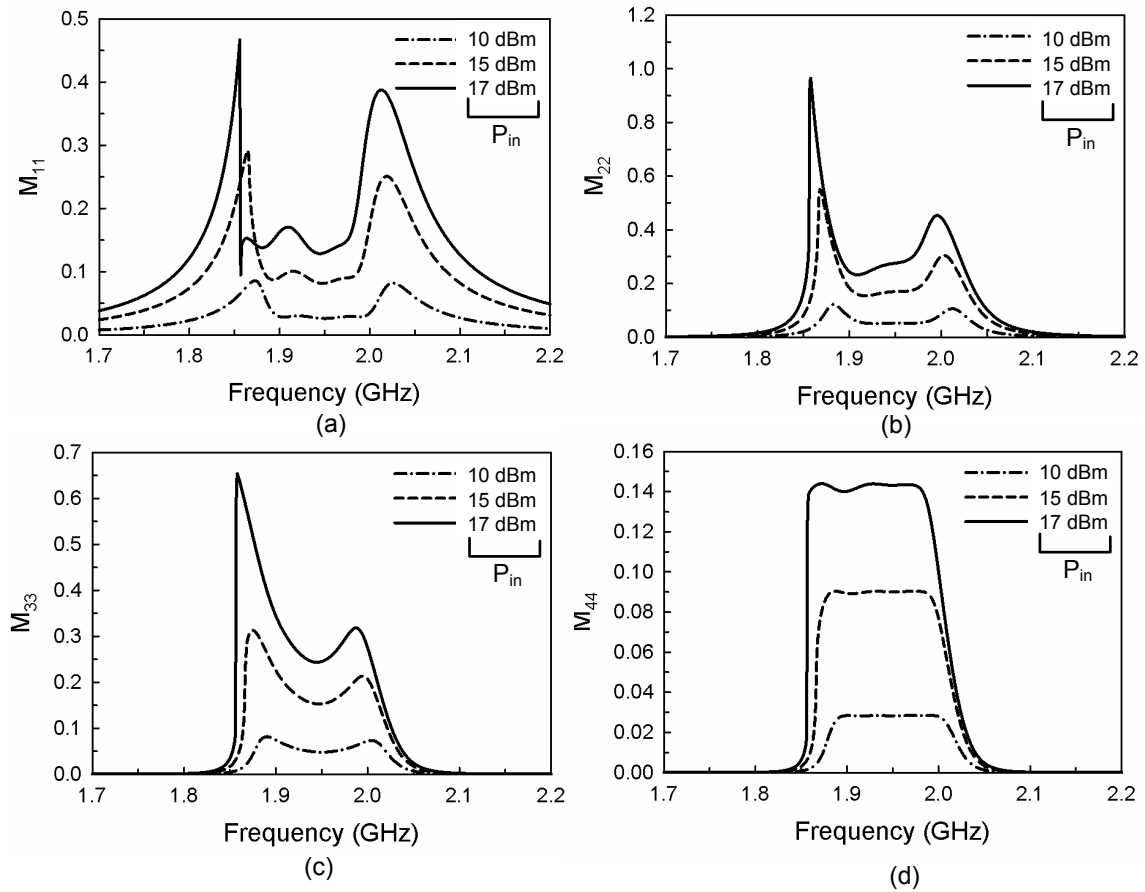 0.5
0.4
0.3
0.2
0.1
0.0
M11
10 dBm
15 dBm
17 dBm
Pin
1.7 1.8 1.9 2.0 2.1 2.2
Frequency (GHz)
(a)
1.2
1.0
0.8
0.6
0.4
0.2
0.0
M22
10 dBm
15 dBm
17 dBm
Pin
1.7 1.8 1.9 2.0 2.1 2.2
Frequency (GHz)
(b)
0.7
0.6
0.5
0.4
0.3
0.2
0.1
0.0
M33
10 dBm
15 dBm
17 dBm
Pin
1.7 1.8 1.9 2.0 2.1 2.2
Frequency (GHz)
(c)
0.16
0.14
0.12
0.10
0.08
0.06
0.04
0.02
0.00
M44
10 dBm
15 dBm
17 dBm
Pin
1.7 1.8 1.9 2.0 2.1 2.2
Frequency (GHz)
(d)